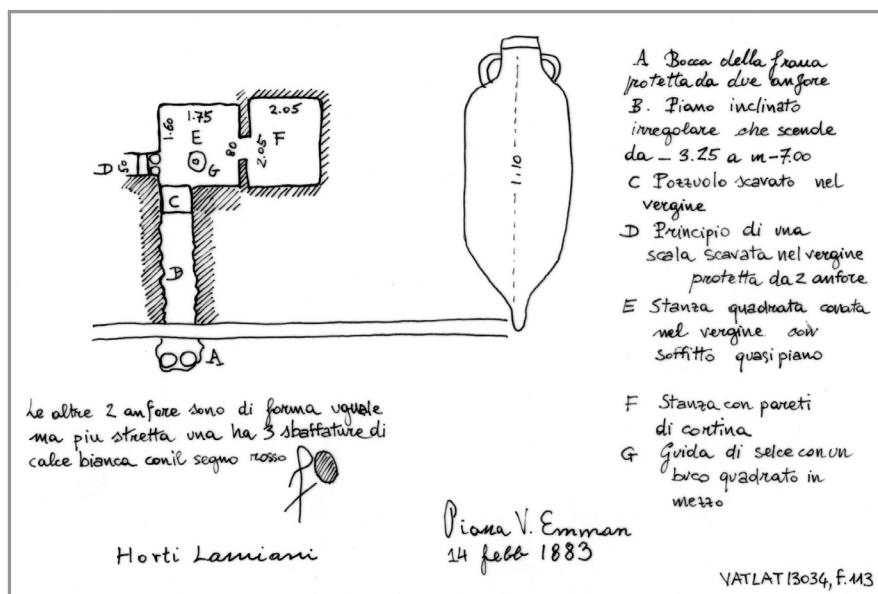 1.60
1.75
E
G
80
2.05
2.05
F
D
50
C
B
A
1.10
A Bocca della frana
protetta da due anfore
B. Piano inclinato
irregolare che scende
da – 3.25 a m – 7.00
C Pozzuolo scavato nel
vergine
D Principio di una
scala scavata nel vergine
protetta da 2 anfore
E Stanza quadrata cavata
nel vergine con
soffitto quasi piano
F Stanza con pareti
di cortina
G Guida di selce con un
buco quadrato in
mezzo
Le altre 2 anfore sono di forma uguale
ma piu stretta una ha 3 sbaffature di
calce bianca con il segno rosso
Horti Lamiani
Piazza V. Emman
14 febb 1883
VATLAT 13034, f. 113